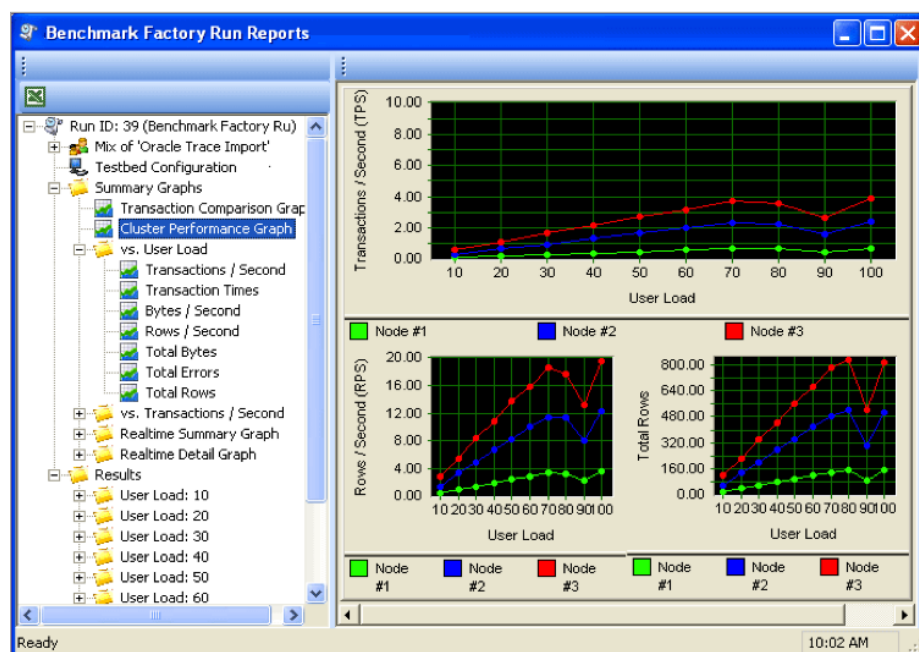 Benchmark Factory Run Reports
Run ID: 39 (Benchmark Factory Ru)
Mix of 'Oracle Trace Import'
Testbed Configuration
Summary Graphs
Transaction Comparison Grap
Cluster Performance Graph
vs. User Load
Transactions / Second
Transaction Times
Bytes / Second
Rows / Second
Total Bytes
Total Errors
Total Rows
vs. Transactions / Second
Realtime Summary Graph
Realtime Detail Graph
Results
User Load: 10
User Load: 20
User Load: 30
User Load: 40
User Load: 50
User Load: 60
Transactions / Second (TPS)
10.00
8.00
6.00
4.00
2.00
0.00
10 20 30 40 50 60 70 80 90 100
User Load
Node #1 Node #2 Node #3
Rows / Second (RPS)
20.00
16.00
12.00
8.00
4.00
0.00
10 20 30 40 50 60 70 80 90 100
User Load
Node #1 Node #2 Node #3
Total Rows
800.00
640.00
480.00
320.00
160.00
0.00
10 20 30 40 50 60 70 80 90 100
User Load
Node #1 Node #2 Node #3
Ready
10:02 AM